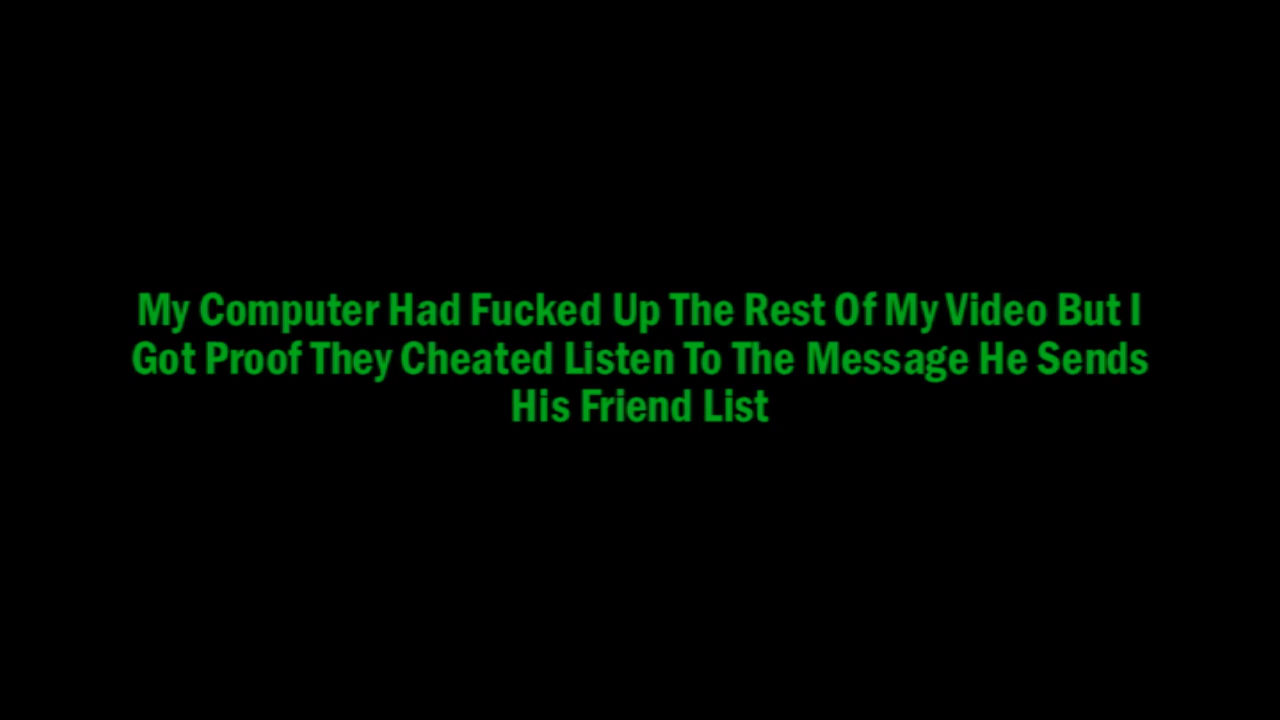 My Computer Had Fucked Up The Rest Of My Video But I
Got Proof They Cheated Listen To The Message He Sends
His Friend List